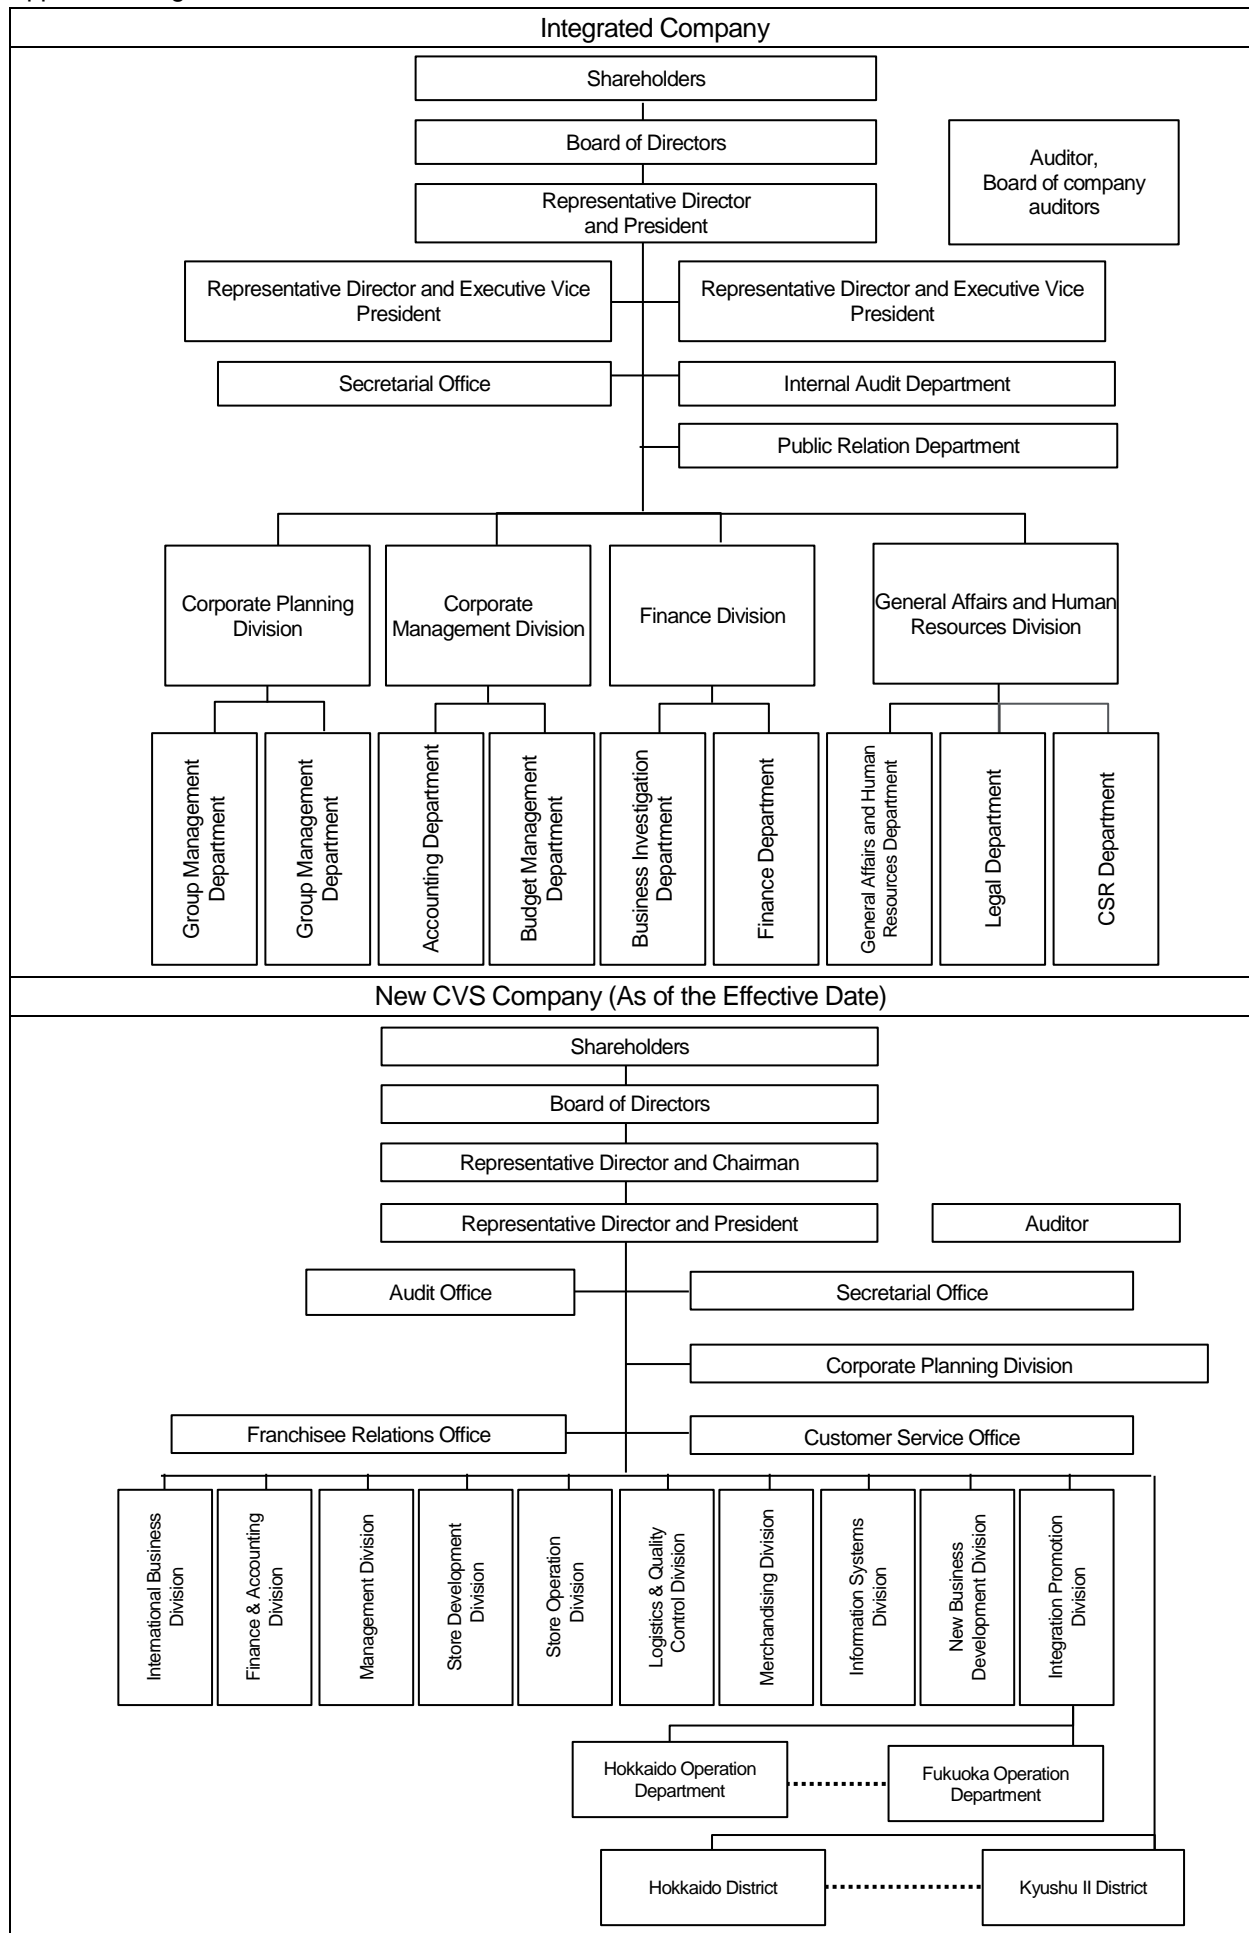 Integrated Company
Shareholders
Board of Directors
Auditor,
Board of company
auditors
Representative Director
and President
Representative Director and Executive Vice
President
Representative Director and Executive Vice
President
Secretarial Office
Internal Audit Department
Public Relation Department
Corporate Planning
Division
Corporate
Management Division
Finance Division
General Affairs and Human
Resources Division
Group Management
Department
Group Management
Department
Accounting Department
Budget Management
Department
Business Investigation
Department
Finance Department
General Affairs and Human
Resources Department
Legal Department
CSR Department
New CVS Company (As of the Effective Date)
Shareholders
Board of Directors
Representative Director and Chairman
Representative Director and President
Auditor
Audit Office
Secretarial Office
Corporate Planning Division
Franchisee Relations Office
Customer Service Office
International Business
Division
Finance & Accounting
Division
Management Division
Store Development
Division
Store Operation
Division
Logistics & Quality
Control Division
Merchandising Division
Information Systems
Division
New Business
Development Division
Integration Promotion
Division
Hokkaido Operation
Department
Fukuoka Operation
Department
Hokkaido District
Kyushu II District